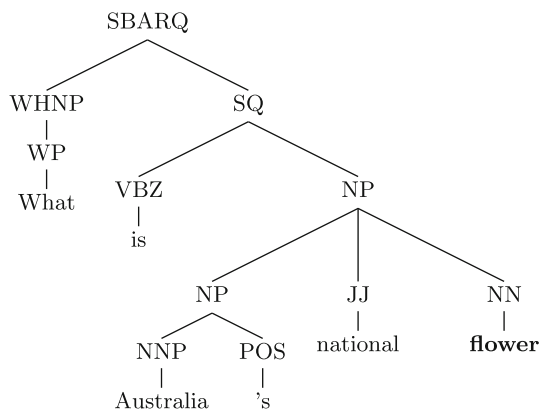 SBARQ
WHNP SQ
WP
What
VBZ NP
is
NP JJ NN
national flower
NNP POS
Australia 's